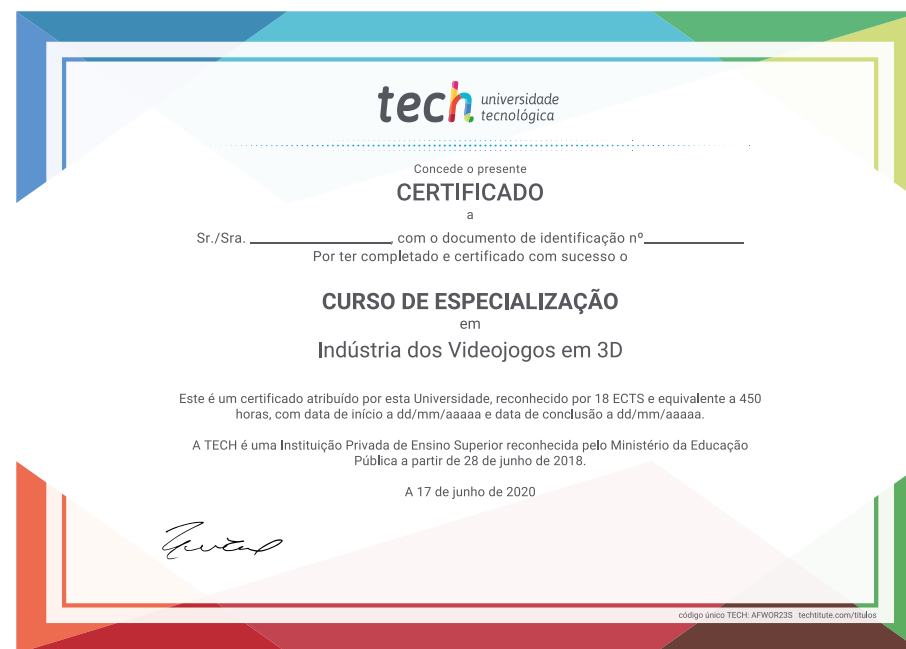 tech universidade
tecnológica
Concede o presente
CERTIFICADO
a
Sr./Sra. ____________________, com o documento de identificação nº______________
Por ter completado e certificado com sucesso o
CURSO DE ESPECIALIZAÇÃO
em
Indústria dos Videojogos em 3D
Este é um certificado atribuído por esta Universidade, reconhecido por 18 ECTS e equivalente a 450
horas, com data de início a dd/mm/aaaaa e data de conclusão a dd/mm/aaaaa.
A TECH é uma Instituição Privada de Ensino Superior reconhecida pelo Ministério da Educação
Pública a partir de 28 de junho de 2018.
A 17 de junho de 2020
código único TECH: AFWOR23S techtitute.com/titulos